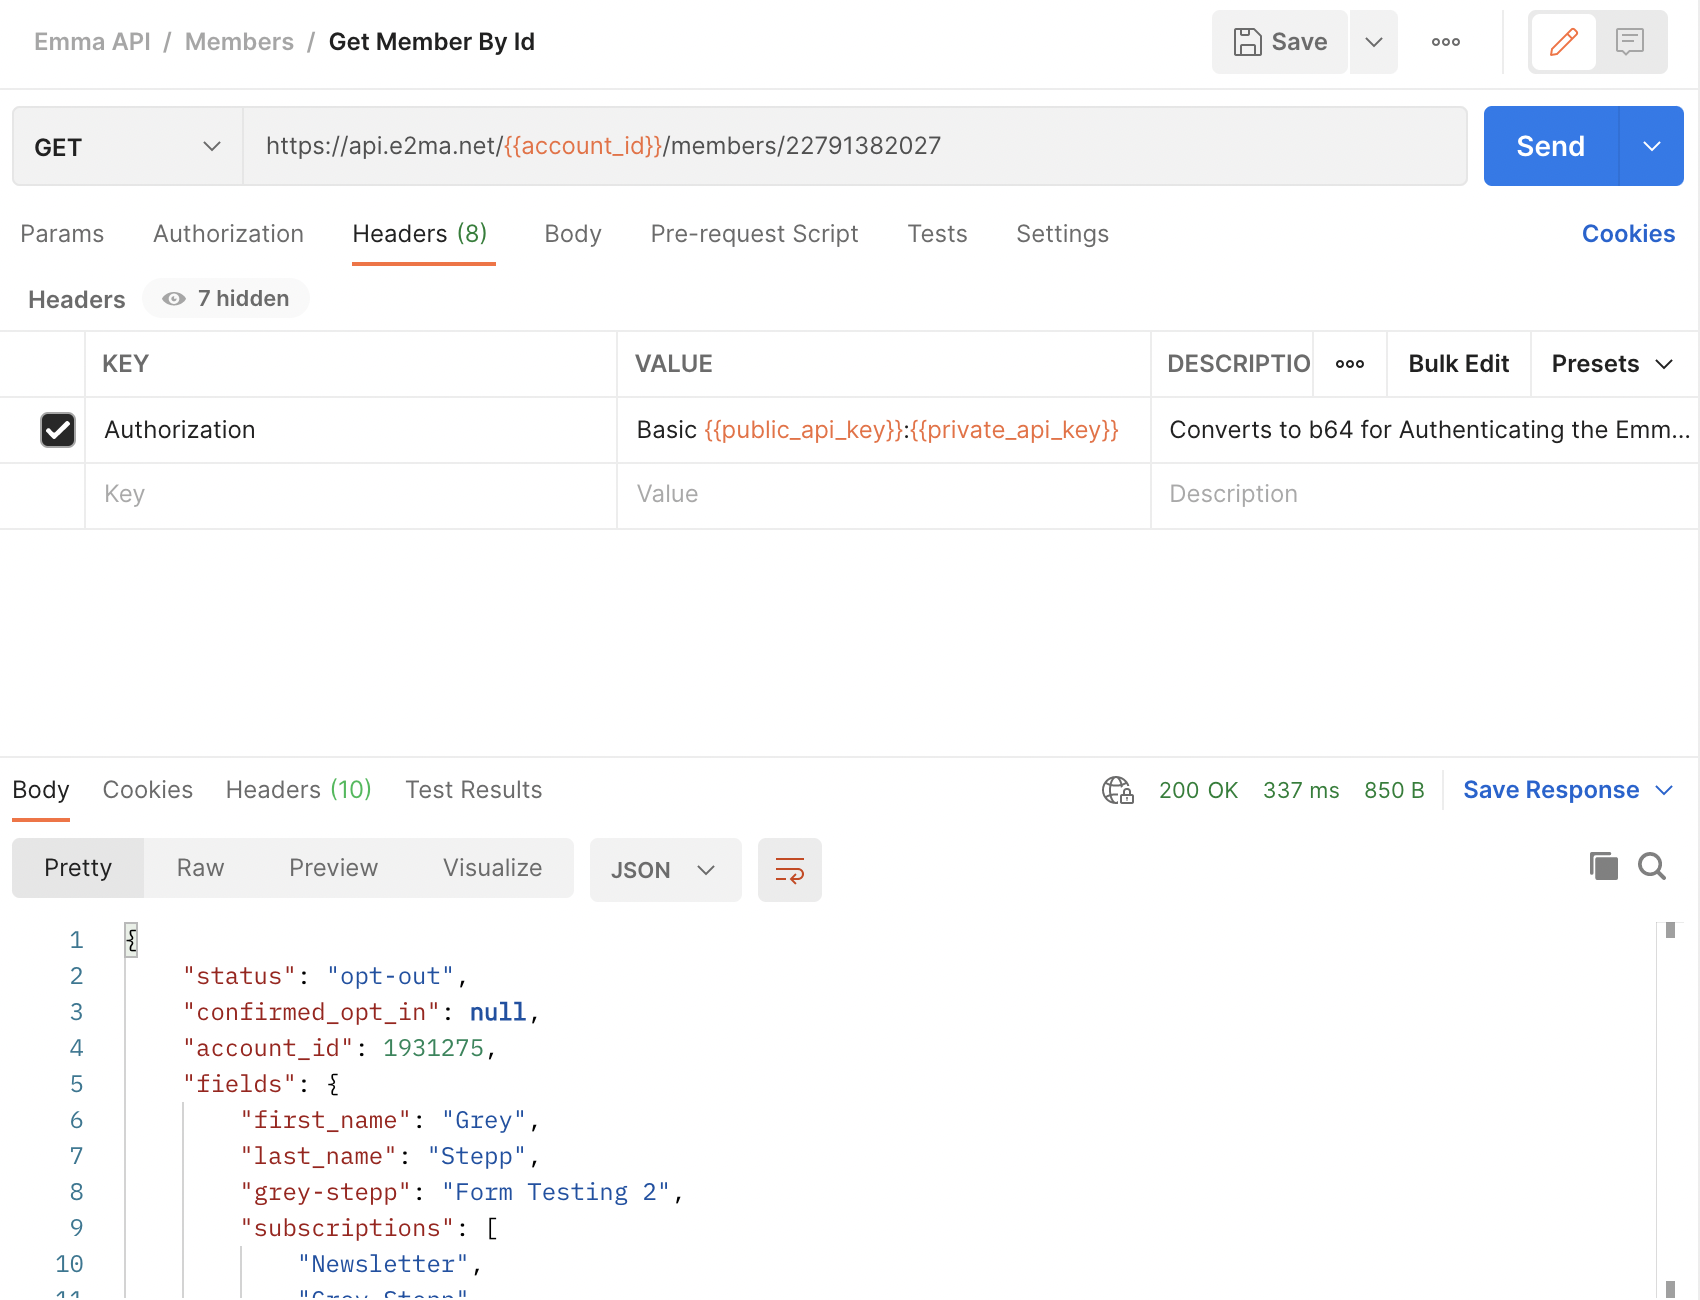 Emma API / Members / Get Member By Id
Save
GET
https://api.e2ma.net/{{account_id}}/members/22791382027
Send
Params Authorization Headers (8) Body Pre-request Script Tests Settings Cookies
Headers 7 hidden
KEY VALUE DESCRIPTIO Bulk Edit Presets
Authorization Basic {{public_api_key}}:{{private_api_key}} Converts to b64 for Authenticating the Emm...
Key Value Description
Body Cookies Headers (10) Test Results 200 OK 337 ms 850 B Save Response
Pretty Raw Preview Visualize JSON
1 {
2 "status": "opt-out",
3 "confirmed_opt_in": null,
4 "account_id": 1931275,
5 "fields": {
6 "first_name": "Grey",
7 "last_name": "Stepp",
8 "grey-stepp": "Form Testing 2",
9 "subscriptions": [
10 "Newsletter",
11 "Grey Stepp"